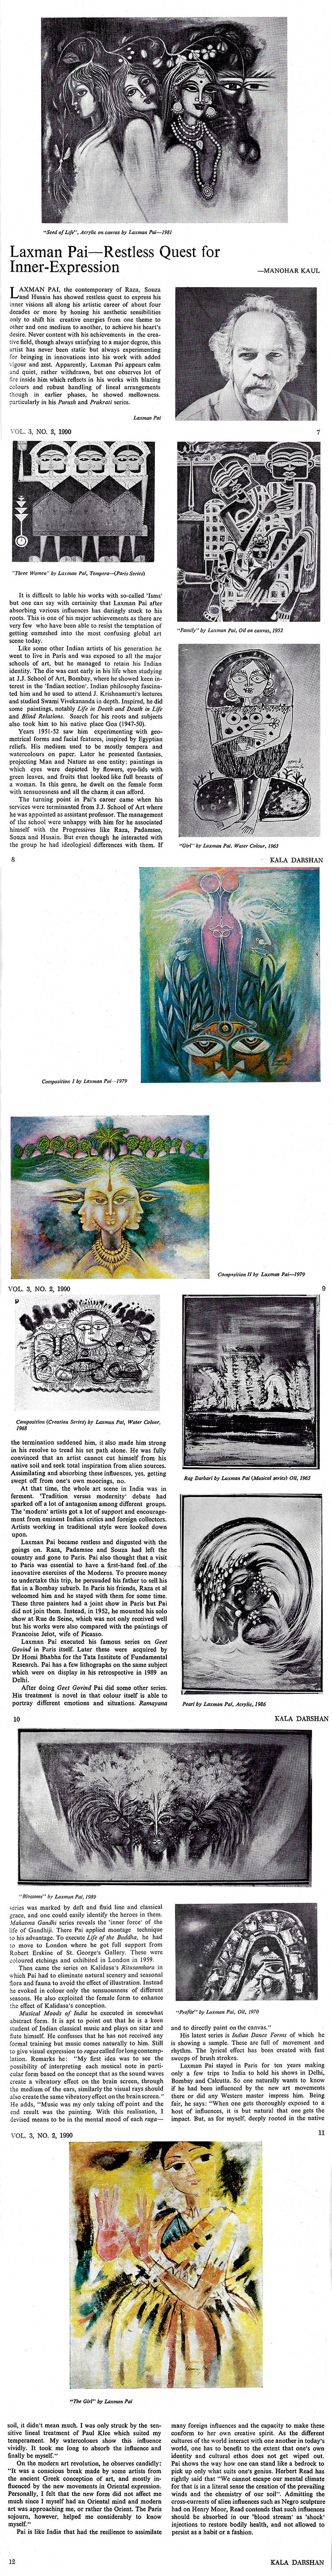 "Seed of Life", Acrylic on canvas by Laxman Pai—1981
Laxman Pai—Restless Quest for
Inner-Expression
—MANOHAR KAUL
LAXMAN PAI, the contemporary of Raza, Souza
and Husain has showed restless quest to express his
inner visions all along his artistic career of about four
decades or more by honing his aesthetic sensibilities
only to shift his creative energies from one theme to
other and one medium to another, to achieve his heart's
desire. Never content with his achievements in the crea-
tive field, though always satisfying to a major degree, this
artist has never been static but always experimenting
for bringing in innovations into his work with added
vigour and zest. Apparently, Laxman Pai appears calm
and quiet, rather withdrawn, but one observes lot of
fire inside him which reflects in his works with blazing
colours and robust handling of lineal arrangements
though in earlier phases, he showed mellowness.
particularly in his Purush and Prakrati series.
Laxman Pai
VOL. 3, NO. 2, 1990
7
"Three Women" by Laxman Pai, Tempera—(Paris Series)
"Family" by Laxman Pai, Oil on canvas, 1952
It is difficult to lable his works with so-called 'Isms'
but one can say with certainity that Laxman Pai after
absorbing various influences has daringly stuck to his
roots. This is one of his major achievements as there are
very few who have been able to resist the temptation of
getting enmeshed into the most confusing global art
scene today.
Like some other Indian artists of his generation he
went to live in Paris and was exposed to all the major
schools of art, but he managed to retain his Indian
identity. The die was cast early in his life when studying
at J.J. School of Art, Bombay, where he showed keen in-
terest in the 'Indian section'. Indian philosophy fascina-
ted him and he used to attend J. Krishnamurti's lectures
and studied Swami Vivekananda in depth. Inspired, he did
some paintings, notably Life in Death and Death in Life
and Blind Relations. Search for his roots and subjects
also took him to his native place Goa (1947-50).
Years 1951-52 saw him experimenting with geo-
metrical forms and facial features, inspired by Egyptian
reliefs. His medium used to be mostly tempera and
watercolours on paper. Later he presented fantasies,
projecting Man and Nature as one entity: paintings in
which eyes were depicted by flowers, eye-lids with
green leaves, and fruits that looked like full breasts of
a woman. In this genre, he dwelt on the female form
with sensuousness and all the charm it can afford.
The turning point in Pai's career came when his
services were terminated from J.J. School of Art where
he was appointed as assistant professor. The management
of the school were unhappy with him for he associated
himself with the Progressives like Raza, Padamsee,
Souza and Husain. But even though he interacted with
the group he had ideological differences with them. If
"Girl" by Laxman Pai. Water Colour, 1963
8
KALA DARSHAN
Composition I by Laxman Pai—1979
Composition II by Laxman Pai—1979
VOL. 3, NO. 2, 1990
9
Composition (Creation Series) by Laxman Pai, Water Colour,
1968
Rag Darbari by Laxman Pai (Musical series) Oil, 1965
the termination saddened him, it also made him strong
in his resolve to tread his own path alone. He was fully
convinced that an artist cannot cut himself from his
native soil and seek total inspiration from alien sources.
Assimilating and absorbing these influences, yes. getting
swept off from one's own moorings, no.
At that time, the whole art scene in India was in
ferment. 'Tradition versus modernity' debate had
sparked off a lot of antagonism among different groups.
The 'modern' artists got a lot of support and encourage-
ment from eminent Indian critics and foreign collectors.
Artists working in traditional style were looked down
upon.
Laxman Pai became restless and disgusted with the
goings on. Raza, Padamsee and Souza had left the
country and gone to Paris. Pai also thought that a visit
to Paris was essential to have a first-hand feel of the
innovative exercises of the Moderns. To procure money
to undertake this trip, he persuaded his father to sell his
flat in a Bombay suburb. In Paris his friends, Raza et al
welcomed him and he stayed with them for some time.
These three painters had a joint show in Paris but Pai
did not join them. Instead, in 1952, he mounted his solo
show at Rue de Seine, which was not only received well
but his works were also compared with the paintings of
Francoise Jelot, wife of Picasso.
Laxman Pai executed his famous series on Geet
Govind in Paris itself. Later these were acquired by
Dr Homi Bhabha for the Tata Institute of Fundamental
Research. Pai has a few lithographs on the same subject
which were on display in his retrospective in 1989 an
Delhi.
After doing Geet Govind Pai did some other series.
His treatment is novel in that colour itself is able to
portray different emotions and situations. Ramayana
Pearl by Laxman Pai, Acrylic, 1986
10
KALA DARSHAN
"Blossoms" by Laxman Pai, 1989
series was marked by deft and fluid line and classical
grace, and one could easily identify the heroes in them.
Mahatma Gandhi series reveals the 'inner force' of the
life of Gandhiji. There Pai applied montage technique
to his advantage. To execute Life of the Buddha, he had
to move to London where he got full support from
Robert Erskine of St. George's Gallery. These were
coloured etchings and exhibited in London in 1959.
Then came the series on Kalidasa's Ritusamhara in
which Pai had to eliminate natural scenery and seasonal
flora and fauna to avoid the effect of illustration. Instead
he evoked in colour only the sensuousness of different
seasons. He also exploited the female form to enhance
the effect of Kalidasa's conception.
Musical Moods of India he executed in somewhat
abstract form. It is apt to point out that he is a keen
student of Indian classical music and plays on sitar and
flute himself. He confesses that he has not received any
formal training but music comes naturally to him. Still
to give visual expression to ragas called for long contemp-
lation. Remarks he: "My first idea was to see the
possibility of interpreting each musical note in parti-
cular form based on the concept that as the sound waves
create a vibratory effect on the brain screen, through
the medium of the ears, similarly the visual rays should
also create the same vibratory effect on the brain screen."
He adds, "Music was my only taking off point and the
end result was the painting. With this realisation, I
devised means to be in the mental mood of each raga—
"Profile" by Laxman Pai, Oil, 1970
and to directly paint on the canvas."
His latest series is Indian Dance Forms of which he
is showing a sample. These are full of movement and
rhythm. The lyrical effect has been created with fast
sweeps of brush strokes.
Laxman Pai stayed in Paris for ten years making
only a few trips to India to hold his shows in Delhi,
Bombay and Calcutta. So one naturally wants to know
if he had been influenced by the new art movements
there or did any Western master impress him. Being
fair, he says: "When one gets thoroughly exposed to a
host of influences, it is but natural that one gets the
impact. But, as for myself, deeply rooted in the native
VOL. 3, NO. 2, 1990
11
"The Girl" by Laxman Pai
soil, it didn't mean much. I was only struck by the sen-
sitive lineal treatment of Paul Klee which suited my
temperament. My watercolours show this influence
vividly. It took me long to absorb the influence and
finally be myself."
On the modern art revolution, he observes candidly:
"It was a conscious break made by some artists from
the ancient Greek conception of art, and mostly in-
fluenced by the new movements in Oriental expression.
Personally, I felt that the new form did not affect me
much since I myself had an Oriental mind and modern
art was approaching me, or rather the Orient. The Paris
sojourn, however, helped me considerably to know
myself."
Pai is like India that had the resilience to assimilate
many foreign influences and the capacity to make these
conform to her own creative spirit. As the different
cultures of the world interact with one another in today's
world, one has to benefit to the extent that one's own
identity and cultural ethos does not get wiped out.
Pai shows the way how one can stand like a bedrock to
pick up only what suits one's genius. Herbert Read has
rightly said that "We cannot escape our mental climate
for that is a literal sense the creation of the prevailing
winds and the chemistry of our soil". Admitting the
cross-currents of alien influences such as Negro sculpture
had on Henry Moor, Read contends that such influences
should be absorbed in our 'blood stream' as 'shock'
injections to restore bodily health, and not allowed to
persist as a habit or a fashion.
12
KALA DARSHAN